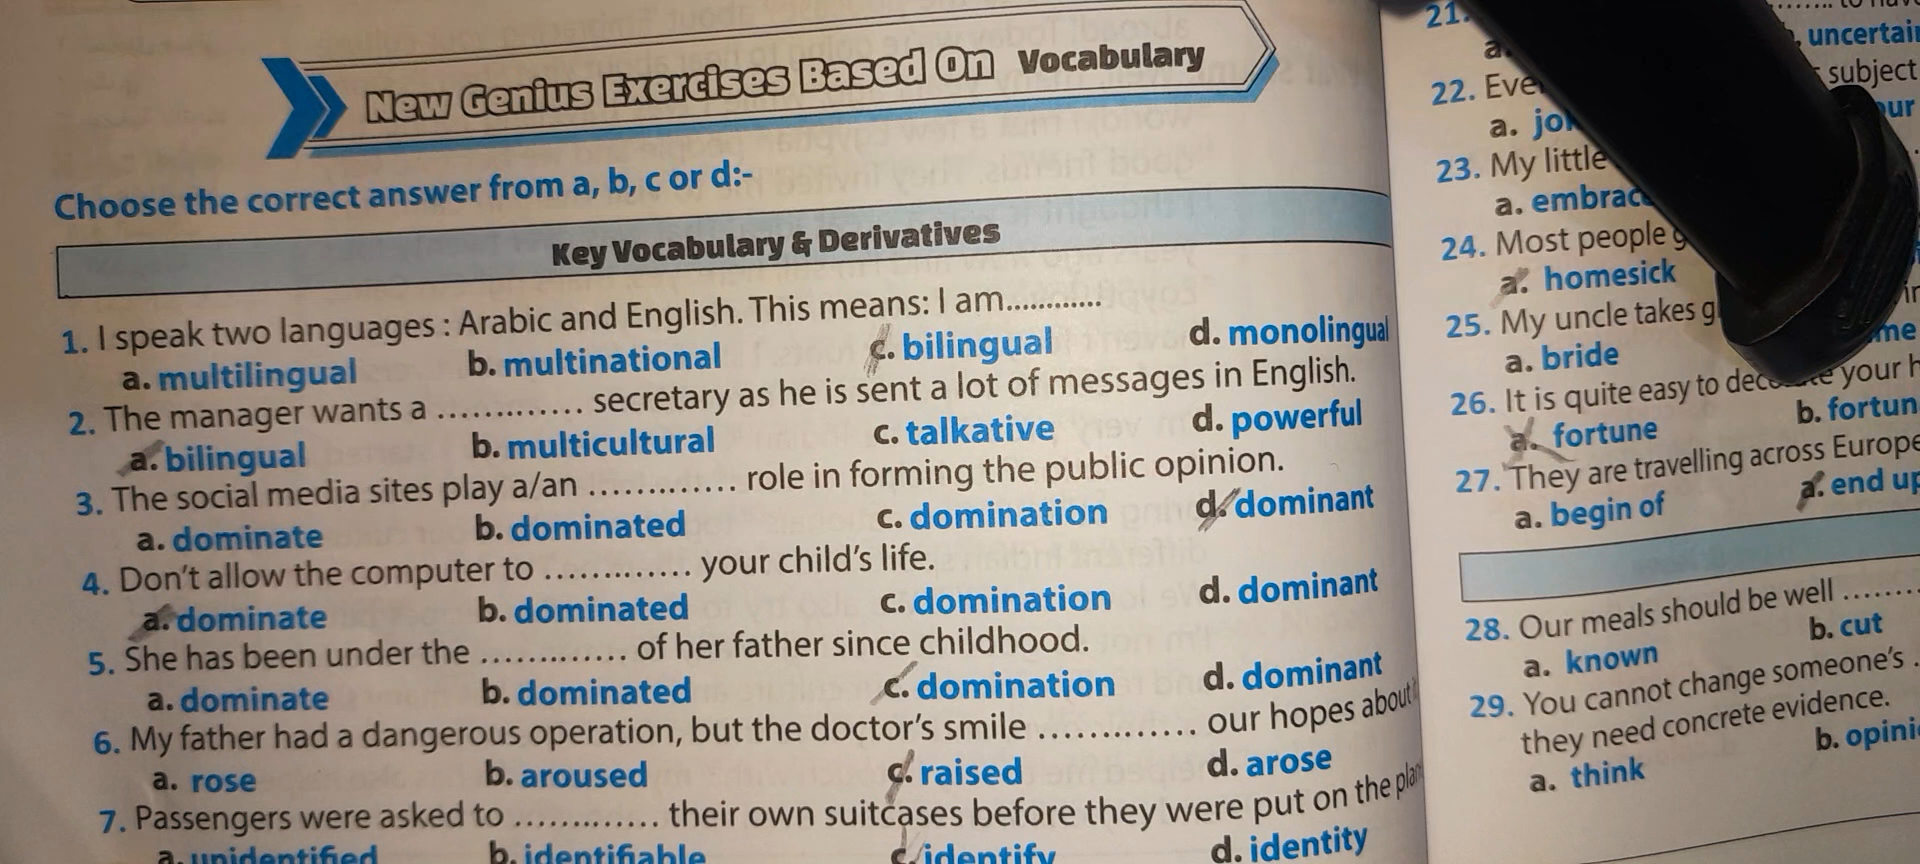 New Genius Exercises Based On Vocabulary
Choose the correct answer from a, b, c or d:-
Key Vocabulary & Derivatives
1. I speak two languages : Arabic and English. This means: I am............
a. multilingual b. multinational c. bilingual d. monolingual
2. The manager wants a ............. secretary as he is sent a lot of messages in English.
a. bilingual b. multicultural c. talkative d. powerful
3. The social media sites play a/an ............. role in forming the public opinion.
a. dominate b. dominated c. domination d. dominant
4. Don't allow the computer to ............. your child's life.
a. dominate b. dominated c. domination d. dominant
5. She has been under the ............. of her father since childhood.
a. dominate b. dominated c. domination d. dominant
6. My father had a dangerous operation, but the doctor's smile ............. our hopes about
a. rose b. aroused c. raised d. arose
7. Passengers were asked to ............. their own suitcases before they were put on the
a. unidentified b. identifiable c. identify d. identity
21.
a.
22.
subject
a.
23. My little
a.
24. Most people
a. homesick
25. My uncle takes
a. bride
26. It is quite easy to your
a. fortune b.
27. They are travelling across Europe
a. begin of a. end up
28. Our meals should be well ........
a. known b. cut
29. You cannot change someone's .
they need concrete evidence.
a. think b.